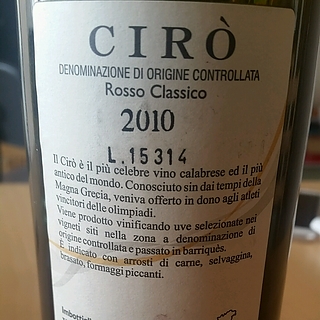 CIRÒ
DENOMINAZIONE DI ORIGINE CONTROLLATA
Rosso Classico
2010
L.15314
Il Cirò è il più celebre vino calabrese ed il più
antico del mondo. Conosciuto sin dai tempi della
Magna Grecia, veniva offerto in dono agli atleti
vincitori delle olimpiadi.
Viene prodotto vinificando uve selezionate nei
vigneti siti nella zona a denominazione di
origine controllata e passato in barriques.
È indicato con arrosti di carne, selvaggina,
brasato, formaggi piccanti.